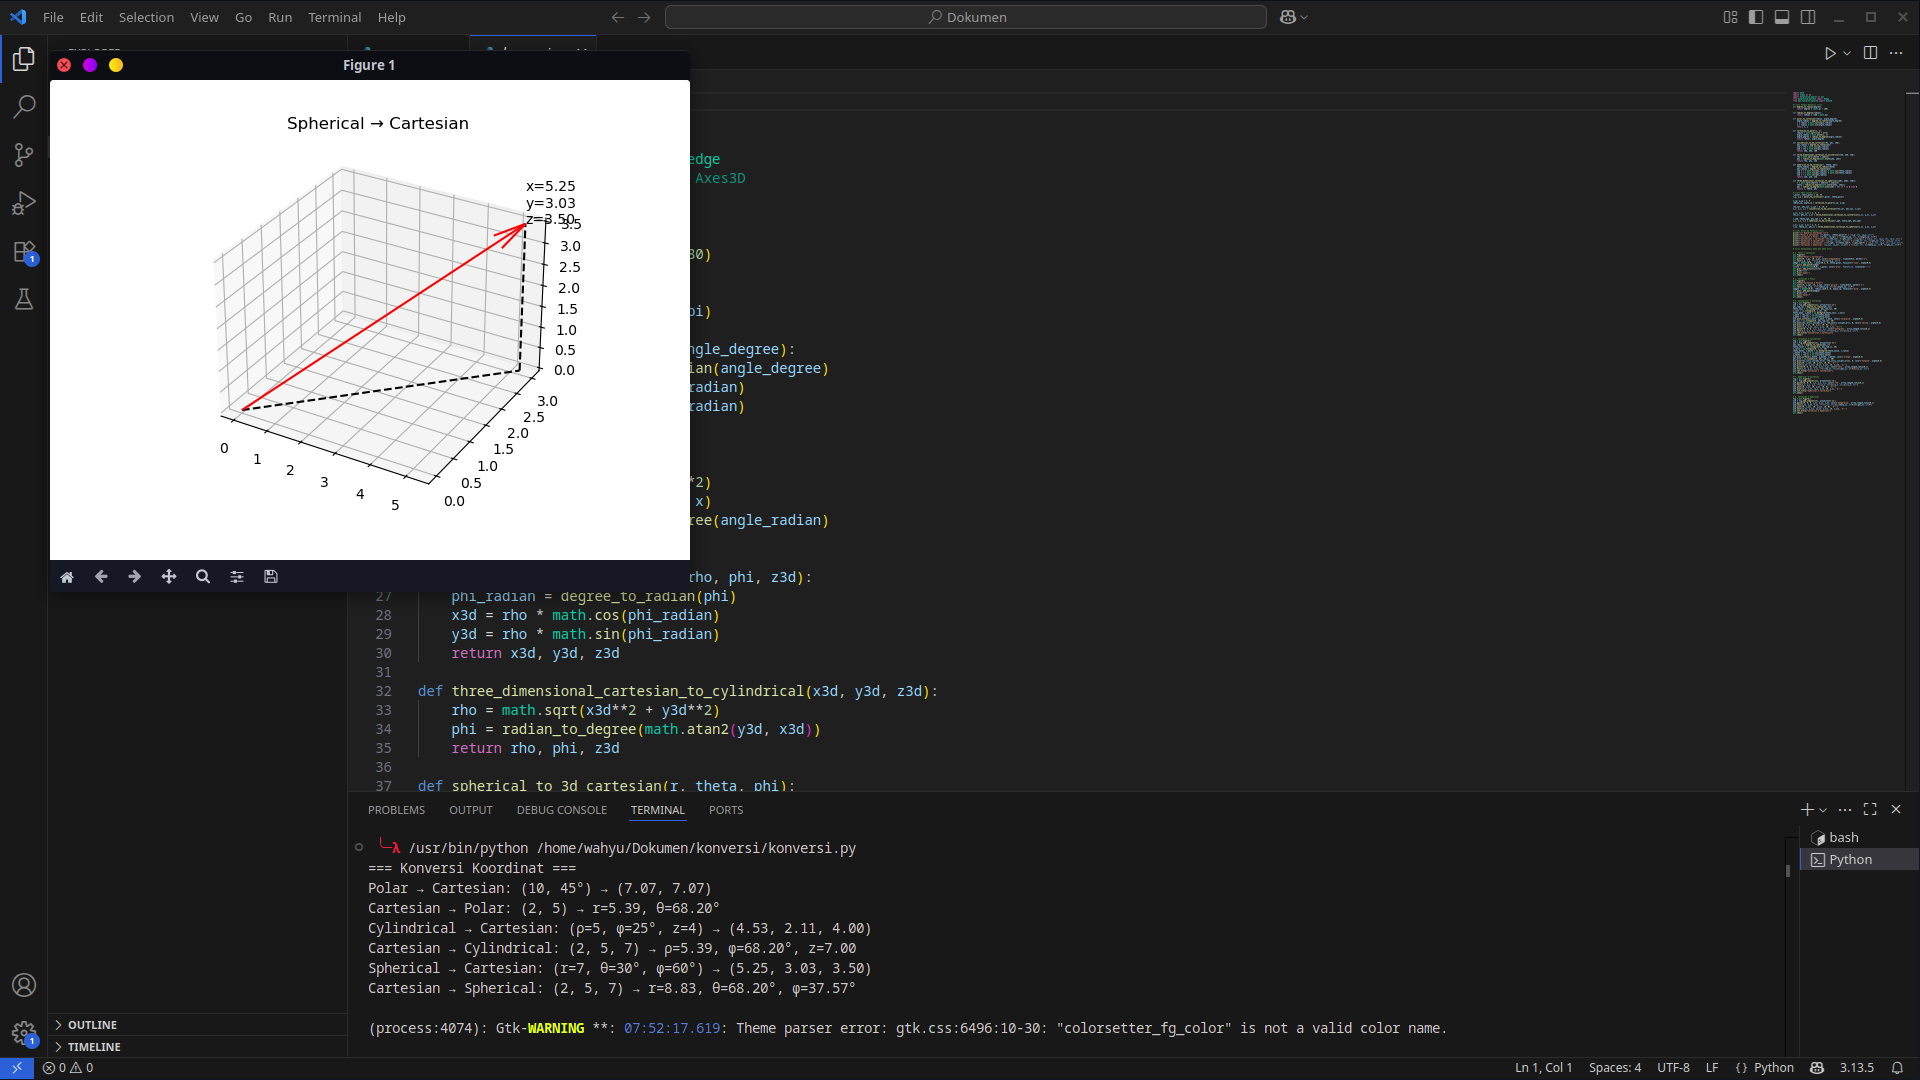 File Edit Selection View Go Run Terminal Help
Dokumen
Figure 1
Spherical → Cartesian
x=5.25
y=3.03
z=3.50
3.5
3.0
2.5
2.0
1.5
1.0
0.5
0.0
3.0
2.5
2.0
1.5
1.0
0.5
0.0
0
1
2
3
4
5
edge
Axes3D
80)
pi)
ngle_degree):
ian(angle_degree)
radian)
radian)
*2)
x)
ree(angle_radian)
rho, phi, z3d):
27 phi_radian = degree_to_radian(phi)
28 x3d = rho * math.cos(phi_radian)
29 y3d = rho * math.sin(phi_radian)
30 return x3d, y3d, z3d
31
32 def three_dimensional_cartesian_to_cylindrical(x3d, y3d, z3d):
33 rho = math.sqrt(x3d**2 + y3d**2)
34 phi = radian_to_degree(math.atan2(y3d, x3d))
35 return rho, phi, z3d
36
37 def spherical_to_3d_cartesian(r, theta, phi):
PROBLEMS OUTPUT DEBUG CONSOLE TERMINAL PORTS
λ /usr/bin/python /home/wahyu/Dokumen/konversi/konversi.py
=== Konversi Koordinat ===
Polar → Cartesian: (10, 45°) → (7.07, 7.07)
Cartesian → Polar: (2, 5) → r=5.39, θ=68.20°
Cylindrical → Cartesian: (ρ=5, φ=25°, z=4) → (4.53, 2.11, 4.00)
Cartesian → Cylindrical: (2, 5, 7) → ρ=5.39, φ=68.20°, z=7.00
Spherical → Cartesian: (r=7, θ=30°, φ=60°) → (5.25, 3.03, 3.50)
Cartesian → Spherical: (2, 5, 7) → r=8.83, θ=68.20°, φ=37.57°
(process:4074): Gtk-WARNING **: 07:52:17.619: Theme parser error: gtk.css:6496:10-30: "colorsetter_fg_color" is not a valid color name.
bash
Python
1
1
OUTLINE
TIMELINE
0 0
Ln 1, Col 1 Spaces: 4 UTF-8 LF {} Python 3.13.5